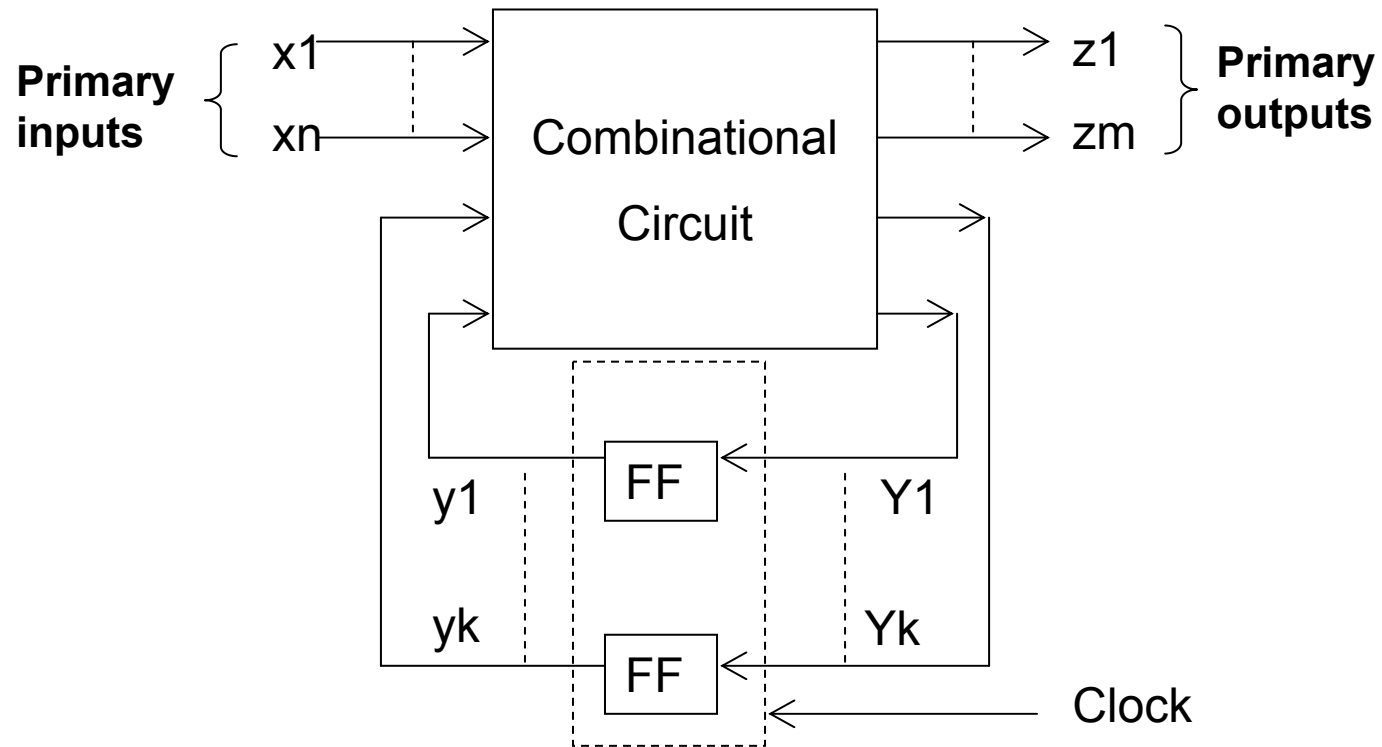 Primary
inputs
x1
xn
Combinational
Circuit
z1
zm
Primary
outputs
y1
FF
Y1
yk
FF
Yk
Clock